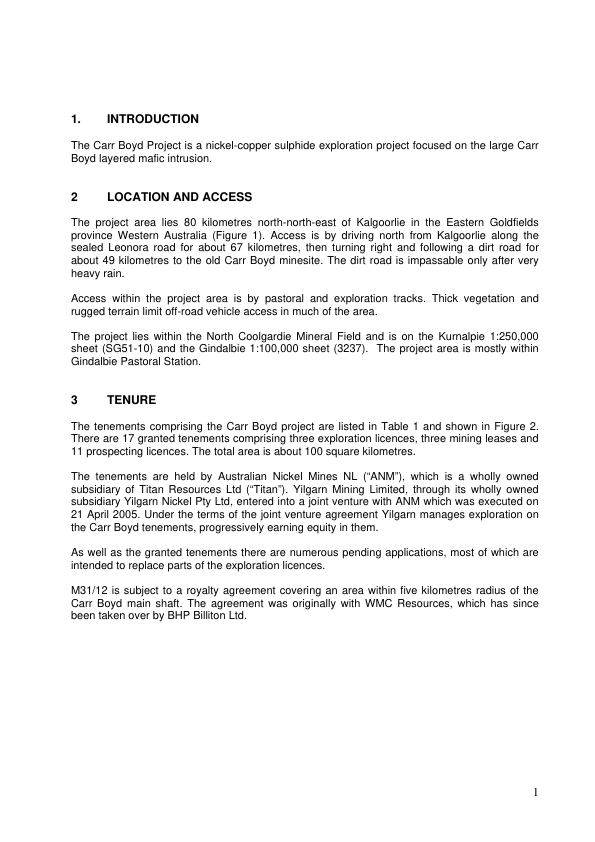 1. INTRODUCTION
The Carr Boyd Project is a nickel-copper sulphide exploration project focused on the large Carr
Boyd layered mafic intrusion.
2 LOCATION AND ACCESS
The project area lies 80 kilometres north-north-east of Kalgoorlie in the Eastern Goldfields
province Western Australia (Figure 1). Access is by driving north from Kalgoorlie along the
sealed Leonora road for about 67 kilometres, then turning right and following a dirt road for
about 49 kilometres to the old Carr Boyd minesite. The dirt road is impassable only after very
heavy rain.
Access within the project area is by pastoral and exploration tracks. Thick vegetation and
rugged terrain limit off-road vehicle access in much of the area.
The project lies within the North Coolgardie Mineral Field and is on the Kurnalpie 1:250,000
sheet (SG51-10) and the Gindalbie 1:100,000 sheet (3237). The project area is mostly within
Gindalbie Pastoral Station.
3 TENURE
The tenements comprising the Carr Boyd project are listed in Table 1 and shown in Figure 2.
There are 17 granted tenements comprising three exploration licences, three mining leases and
11 prospecting licences. The total area is about 100 square kilometres.
The tenements are held by Australian Nickel Mines NL (“ANM”), which is a wholly owned
subsidiary of Titan Resources Ltd (“Titan”). Yilgarn Mining Limited, through its wholly owned
subsidiary Yilgarn Nickel Pty Ltd, entered into a joint venture with ANM which was executed on
21 April 2005. Under the terms of the joint venture agreement Yilgarn manages exploration on
the Carr Boyd tenements, progressively earning equity in them.
As well as the granted tenements there are numerous pending applications, most of which are
intended to replace parts of the exploration licences.
M31/12 is subject to a royalty agreement covering an area within five kilometres radius of the
Carr Boyd main shaft. The agreement was originally with WMC Resources, which has since
been taken over by BHP Billiton Ltd.
1